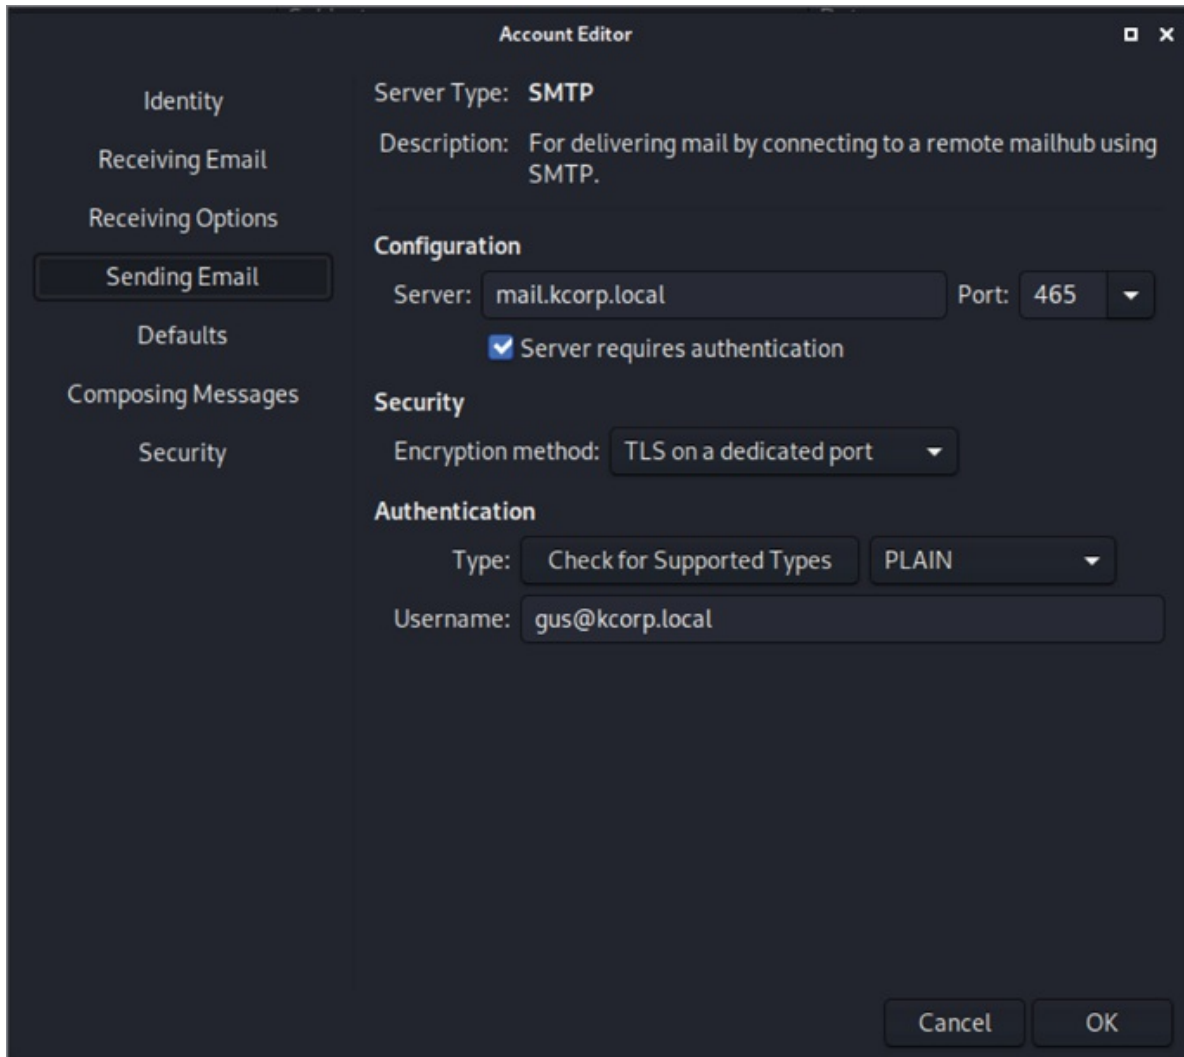 Account Editor
Identity
Receiving Email
Receiving Options
Sending Email
Defaults
Composing Messages
Security
Server Type: SMTP
Description: For delivering mail by connecting to a remote mailhub using
SMTP.
Configuration
Server: mail.kcorp.local Port: 465
Server requires authentication
Security
Encryption method: TLS on a dedicated port
Authentication
Type: Check for Supported Types PLAIN
Username: gus@kcorp.local
Cancel OK